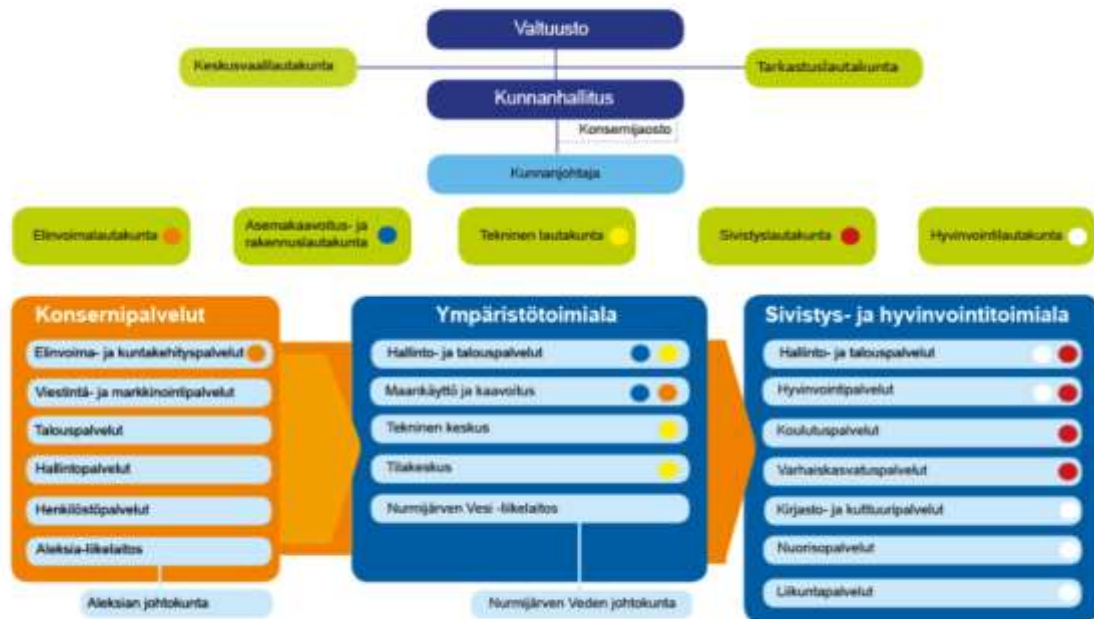 Valtuusto
Keskusvaalilautakunta
Tarkastuslautakunta
Kunnanhallitus
Konsernijaosto
Kunnanjohtaja
Elinvoimalautakunta
Asemakaavoitus- ja
rakennuslautakunta
Tekninen lautakunta
Sivistyslautakunta
Hyvinvointilautakunta
Konsernipalvelut
Elinvoima- ja kuntakehityspalvelut
Viestintä- ja markkinointipalvelut
Talouspalvelut
Hallintopalvelut
Henkilöstöpalvelut
Aleksia-liikelaitos
Aleksian johtokunta
Ympäristötoimiala
Hallinto- ja talouspalvelut
Maankäyttö ja kaavoitus
Tekninen keskus
Tilakeskus
Nurmijärven Vesi -liikelaitos
Nurmijärven Veden johtokunta
Sivistys- ja hyvinvointitoimiala
Hallinto- ja talouspalvelut
Hyvinvointipalvelut
Koulutuspalvelut
Varhaiskasvatuspalvelut
Kirjasto- ja kulttuuripalvelut
Nuorisopalvelut
Liikuntapalvelut